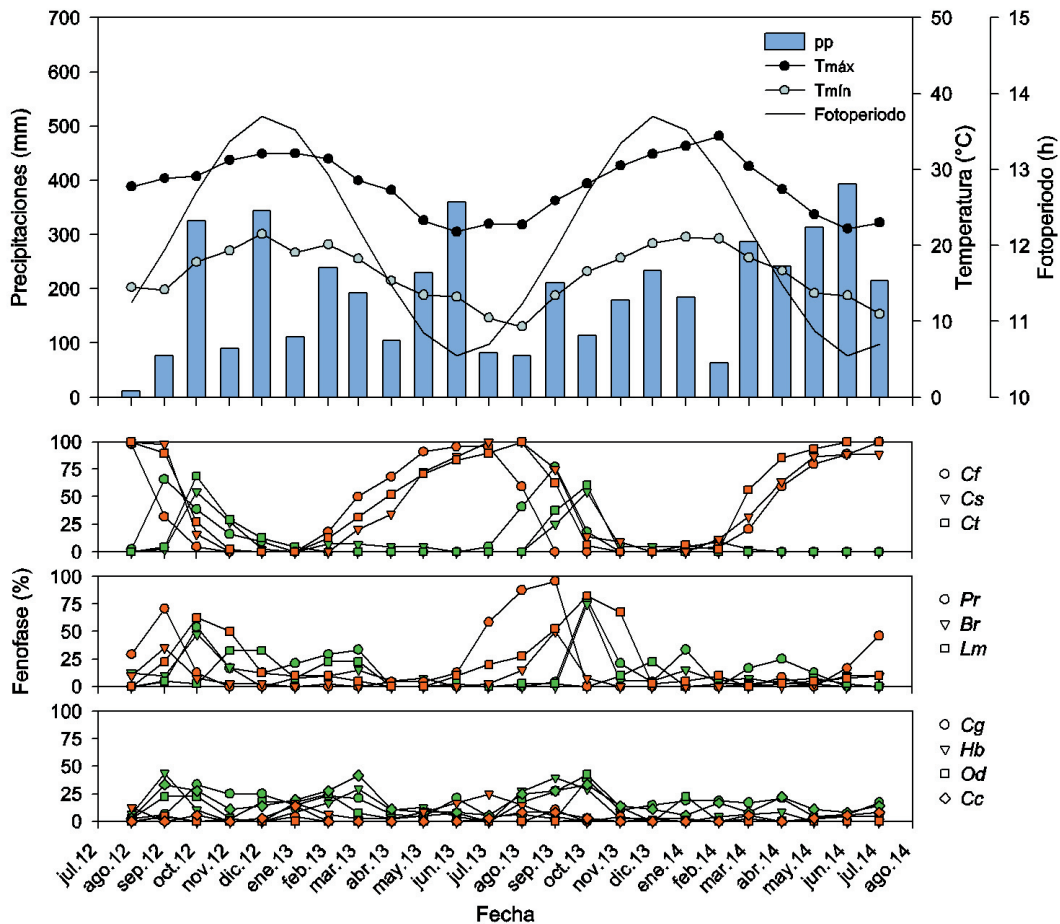 700
600
500
400
300
200
100
0
Precipitaciones (mm)
pp
Tmáx
Tmín
Fotoperiodo
50
40
30
20
10
0
Temperatura (°C)
15
14
13
12
11
10
Fotoperiodo (h)
100
75
50
25
0
Cf
Cs
Ct
100
75
50
25
0
Pr
Br
Lm
100
75
50
25
0
Cg
Hb
Od
Cc
Fenofase (%)
jul. 12
ago. 12
sep. 12
oct. 12
nov. 12
dic. 12
ene. 13
feb. 13
mar. 13
abr. 13
may. 13
jun. 13
jul. 13
ago. 13
sep. 13
oct. 13
nov. 13
dic. 13
ene. 14
feb. 14
mar. 14
abr. 14
may. 14
jun. 14
jul. 14
ago. 14
Fecha